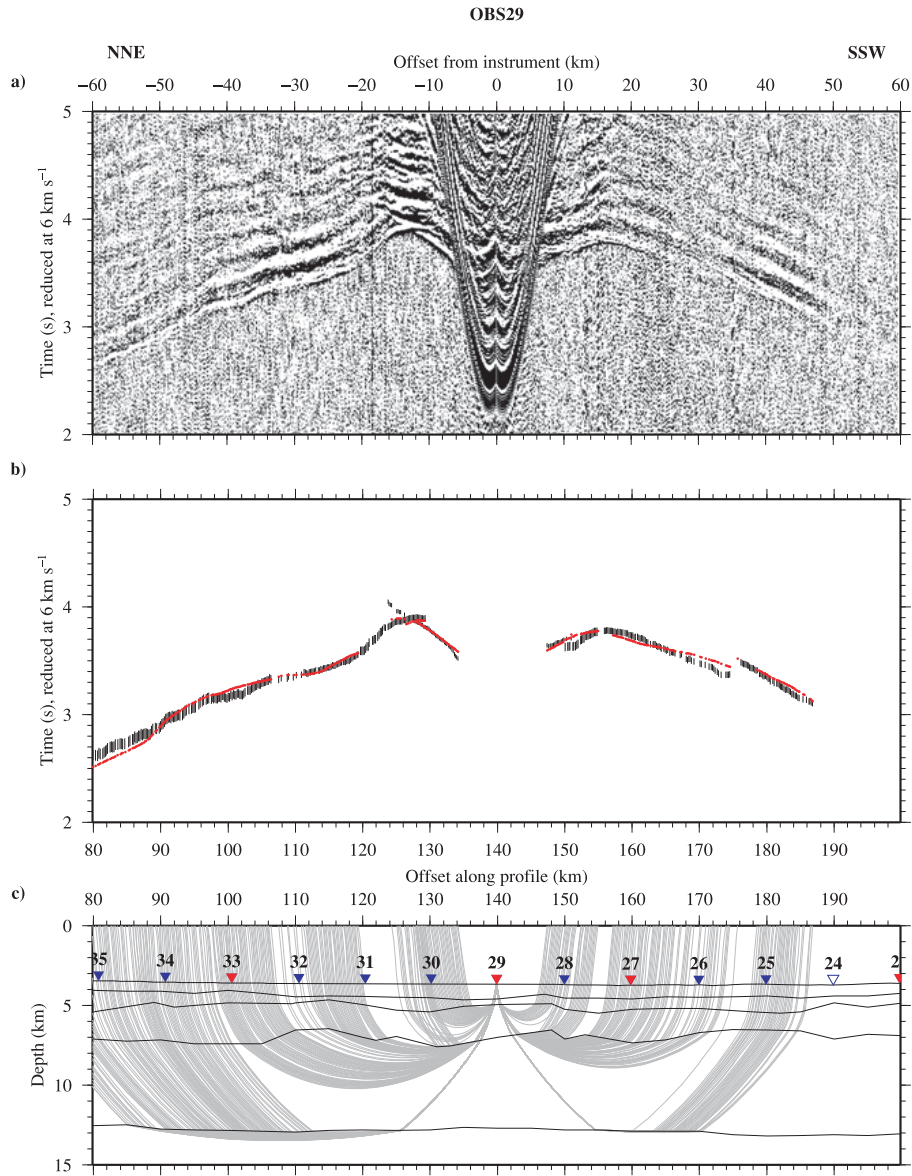 OBS29
NNE
SSW
Offset from instrument (km)
a)
−60 −50 −40 −30 −20 −10 0 10 20 30 40 50 60
5
4
3
2
Time (s), reduced at 6 km s−1
b)
5
4
3
2
Time (s), reduced at 6 km s−1
80 90 100 110 120 130 140 150 160 170 180 190
Offset along profile (km)
c)
80 90 100 110 120 130 140 150 160 170 180 190
0
5
10
15
Depth (km)
35 34 33 32 31 30 29 28 27 26 25 24 2